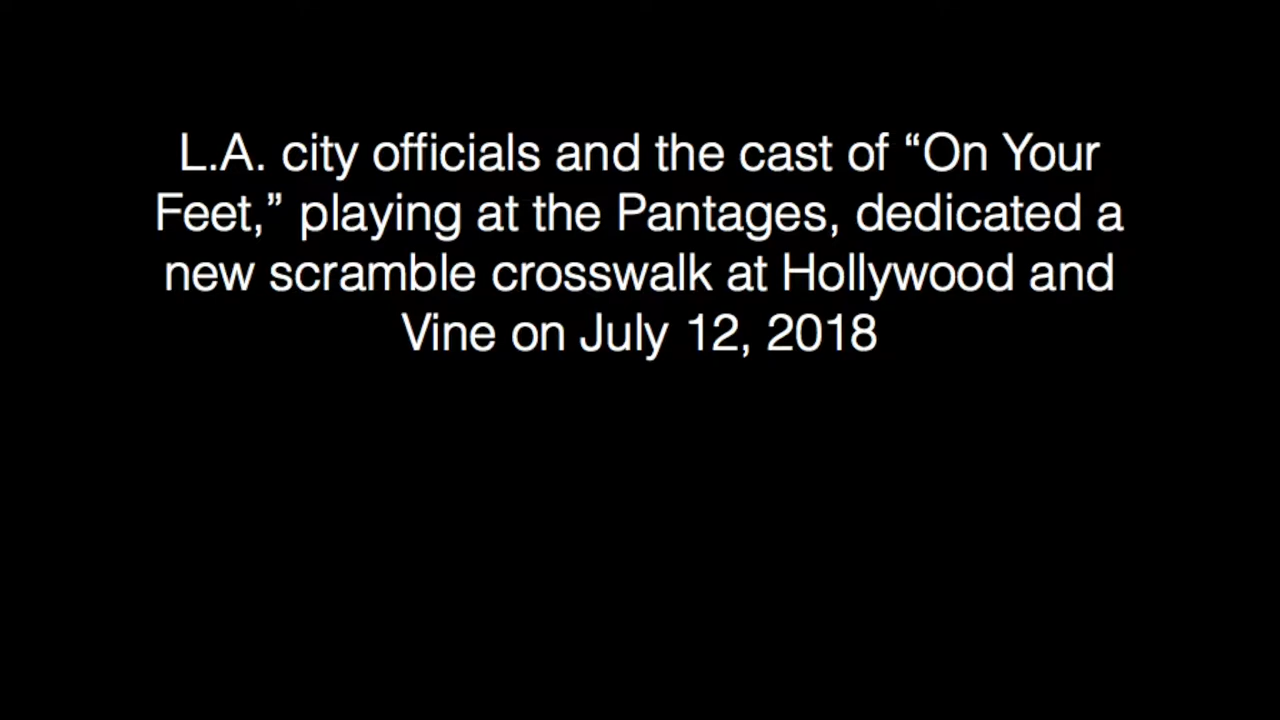 L.A. city officials and the cast of “On Your
Feet,” playing at the Pantages, dedicated a
new scramble crosswalk at Hollywood and
Vine on July 12, 2018